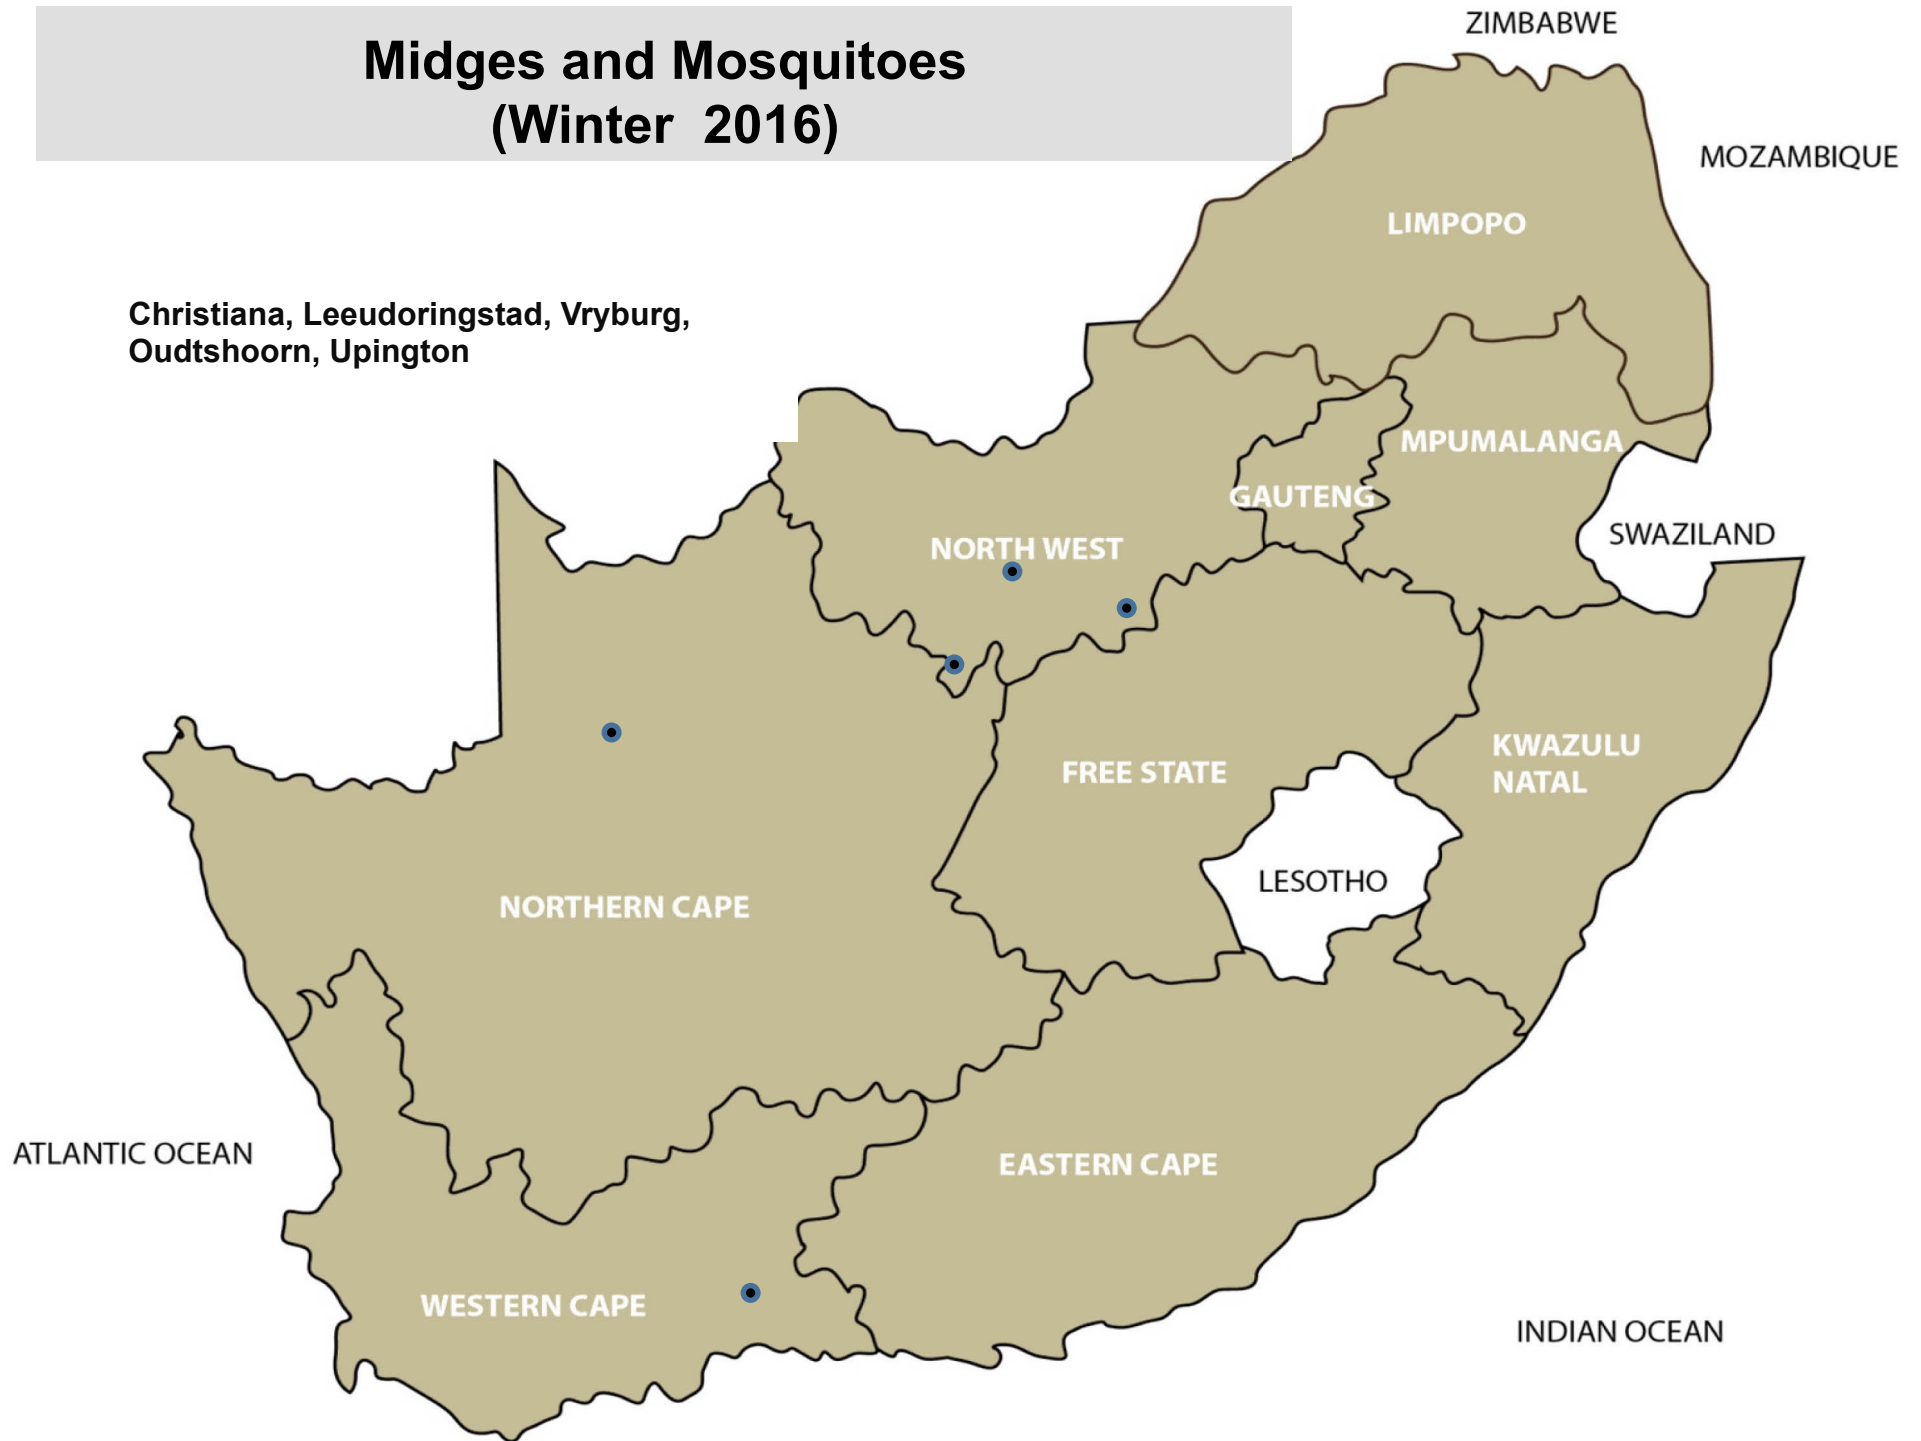 Midges and Mosquitoes
(Winter  2016)
ZIMBABWE
MOZAMBIQUE
LIMPOPO
Christiana, Leeudoringstad, Vryburg,
Oudtshoorn, Upington
MPUMALANGA
GAUTENG
SWAZILAND
NORTH WEST
KWAZULU
NATAL
FREE STATE
LESOTHO
NORTHERN CAPE
ATLANTIC OCEAN
EASTERN CAPE
WESTERN CAPE
INDIAN OCEAN